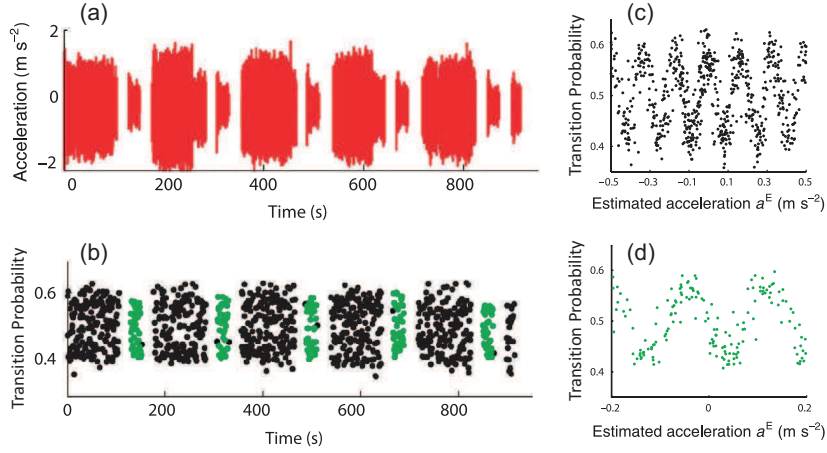 (a)
Acceleration (m s⁻²)
2
0
−2
0 200 400 600 800
Time (s)
(b)
Transition Probability
0.6
0.4
0 200 400 600 800
Time (s)
(c)
Transition Probability
0.6
0.5
0.4
−0.5 −0.3 −0.1 0.1 0.3 0.5
Estimated acceleration aᴱ (m s⁻²)
(d)
Transition Probability
0.6
0.5
0.4
−0.2 0 0.2
Estimated acceleration aᴱ (m s⁻²)